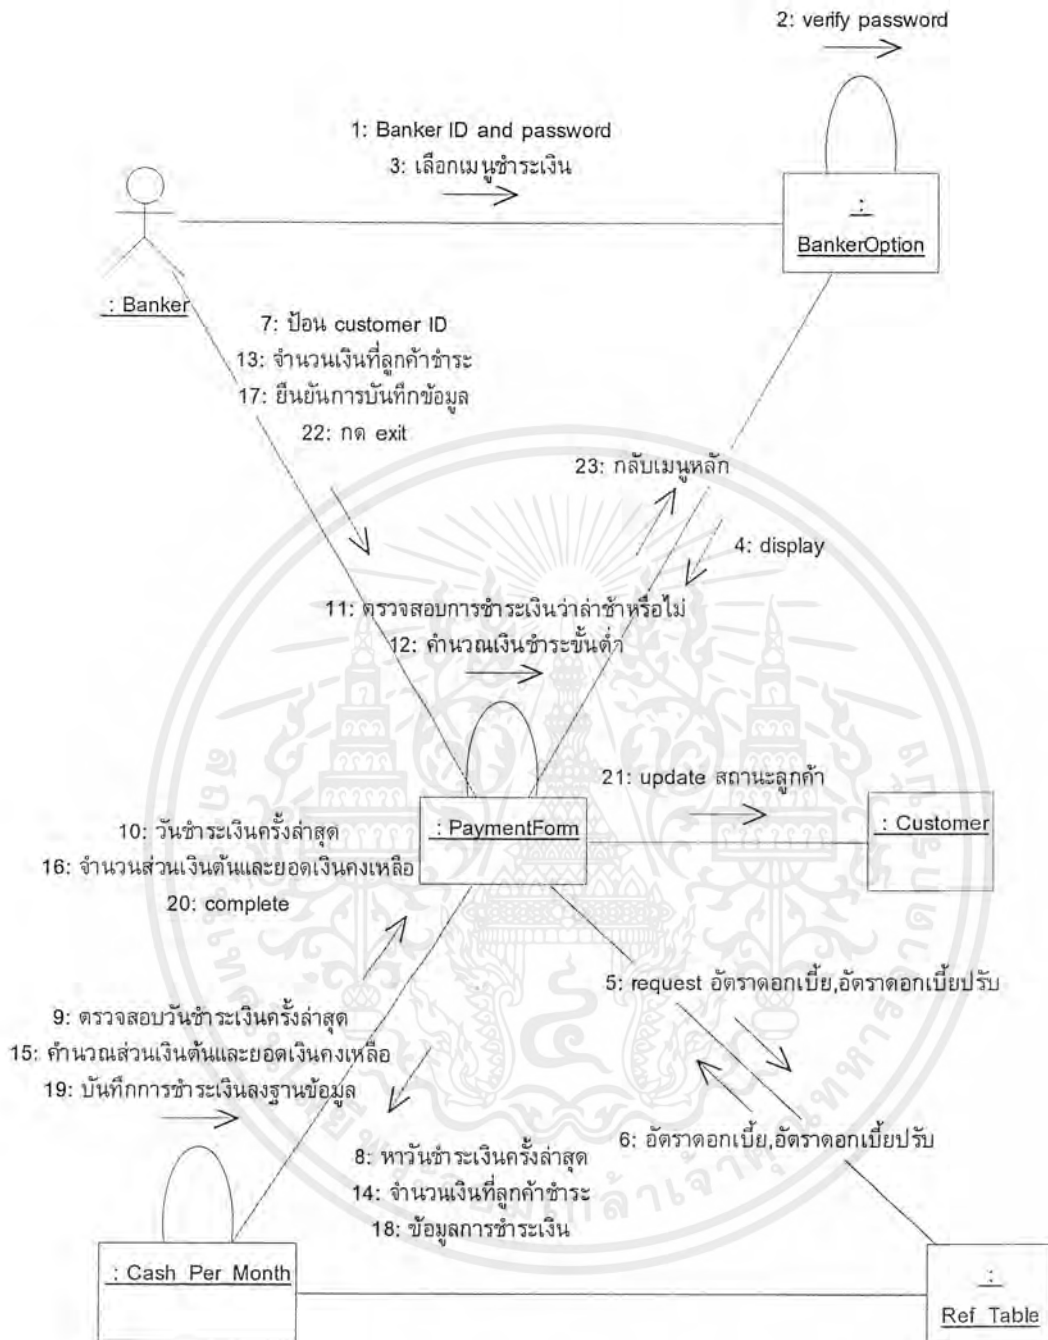 2: verify password
1: Banker ID and password
3: เลือกเมนูชำระเงิน
:
BankerOption
: Banker
7: ป้อน customer ID
13: จำนวนเงินที่ลูกค้าชำระ
17: ยืนยันการบันทึกข้อมูล
22: กด exit
23: กลับเมนูหลัก
4: display
11: ตรวจสอบการชำระเงินว่าล่าช้าหรือไม่
12: คำนวณเงินชำระขั้นต่ำ
21: update สถานะลูกค้า
: PaymentForm
: Customer
10: วันชำระเงินครั้งล่าสุด
16: จำนวนส่วนเงินต้นและยอดเงินคงเหลือ
20: complete
5: request อัตราดอกเบี้ย,อัตราดอกเบี้ยปรับ
9: ตรวจสอบวันชำระเงินครั้งล่าสุด
15: คำนวณส่วนเงินต้นและยอดเงินคงเหลือ
19: บันทึกการชำระเงินลงฐานข้อมูล
6: อัตราดอกเบี้ย,อัตราดอกเบี้ยปรับ
8: หาวันชำระเงินครั้งล่าสุด
14: จำนวนเงินที่ลูกค้าชำระ
18: ข้อมูลการชำระเงิน
: Cash Per Month
:
Ref Table